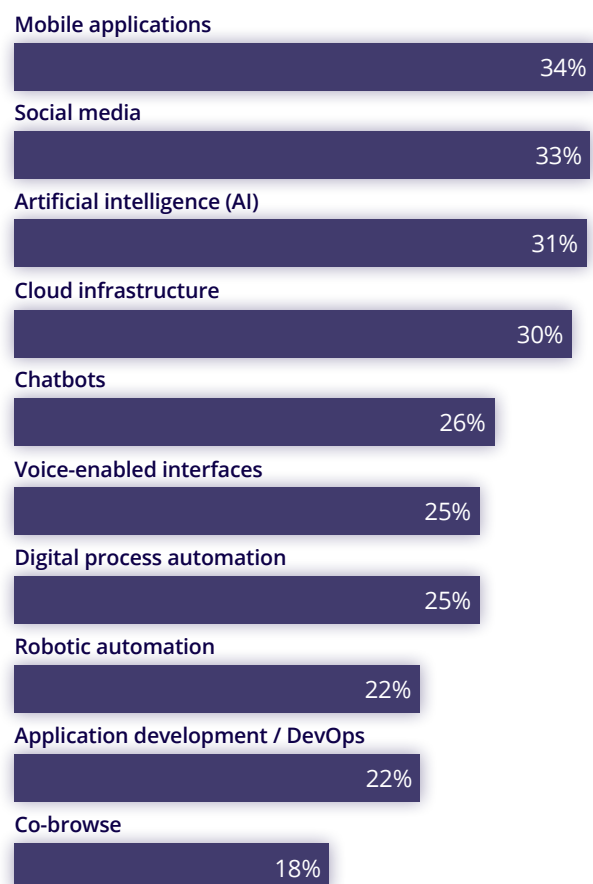 Mobile applications
34%
Social media
33%
Artificial intelligence (AI)
31%
Cloud infrastructure
30%
Chatbots
26%
Voice-enabled interfaces
25%
Digital process automation
25%
Robotic automation
22%
Application development / DevOps
22%
Co-browse
18%